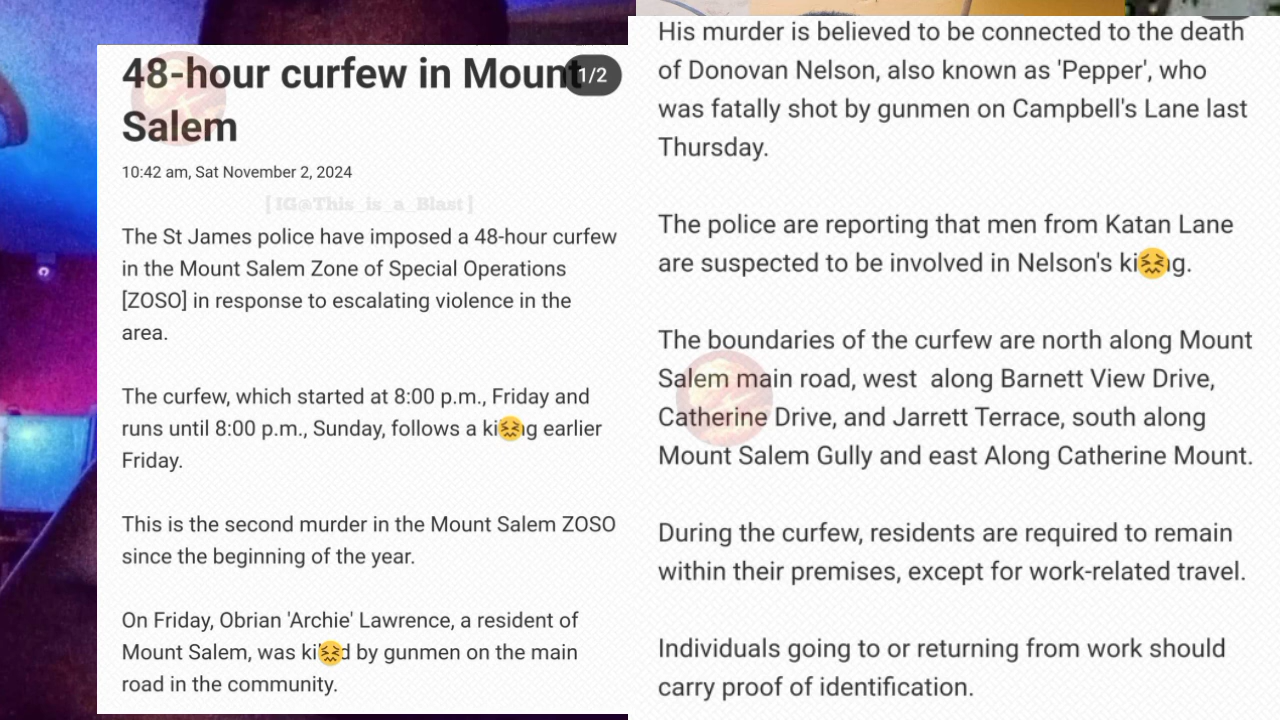 48-hour curfew in Mount
1/2
Salem
10:42 am, Sat November 2, 2024
[ IG@This_is_a_Blast ]
The St James police have imposed a 48-hour curfew
in the Mount Salem Zone of Special Operations
[ZOSO] in response to escalating violence in the
area.
The curfew, which started at 8:00 p.m., Friday and
runs until 8:00 p.m., Sunday, follows a ki😖ng earlier
Friday.
This is the second murder in the Mount Salem ZOSO
since the beginning of the year.
On Friday, Obrian 'Archie' Lawrence, a resident of
Mount Salem, was kil😖d by gunmen on the main
road in the community.
His murder is believed to be connected to the death
of Donovan Nelson, also known as 'Pepper', who
was fatally shot by gunmen on Campbell's Lane last
Thursday.
The police are reporting that men from Katan Lane
are suspected to be involved in Nelson's ki😖g.
The boundaries of the curfew are north along Mount
Salem main road, west along Barnett View Drive,
Catherine Drive, and Jarrett Terrace, south along
Mount Salem Gully and east Along Catherine Mount.
During the curfew, residents are required to remain
within their premises, except for work-related travel.
Individuals going to or returning from work should
carry proof of identification.